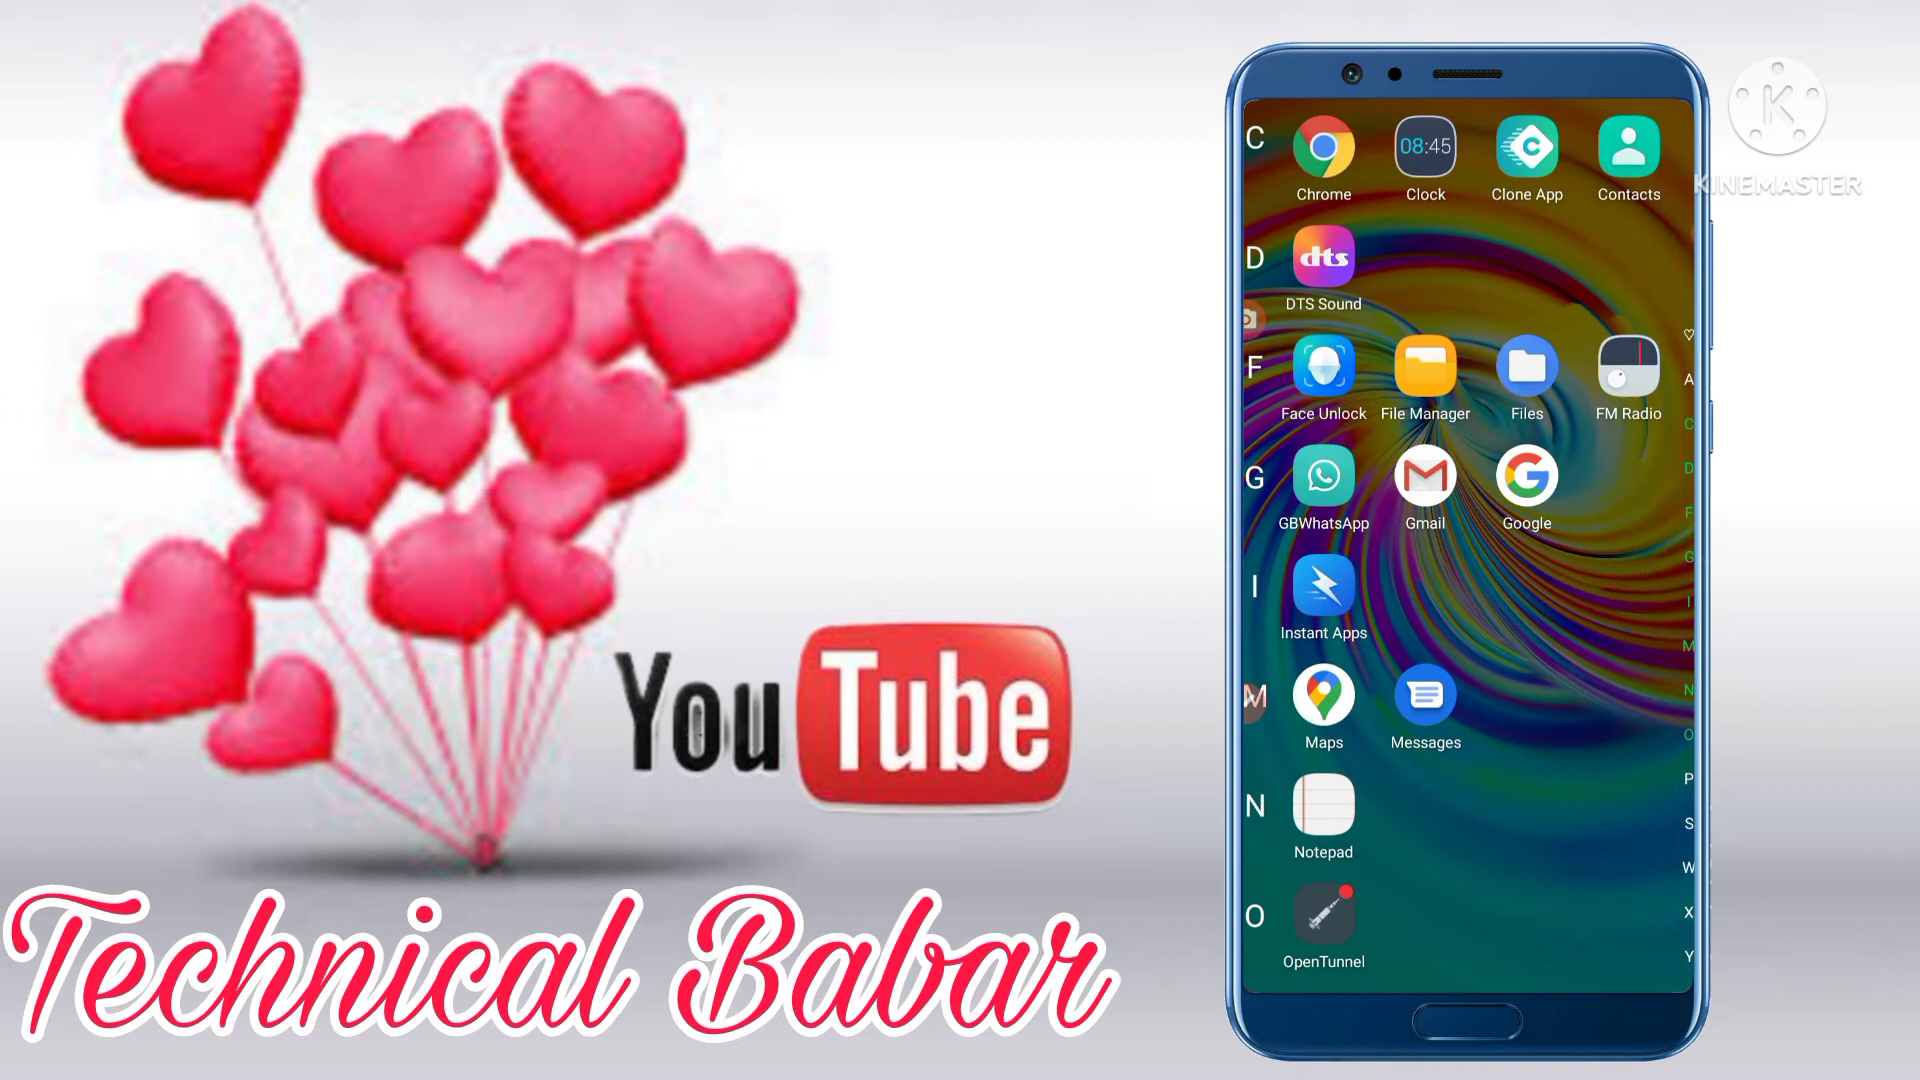 YouTube
Technical Babar
K
KINEMASTER
C
08:45
C
Chrome
Clock
Clone App
Contacts
D
dts
DTS Sound
F
Face Unlock
File Manager
Files
FM Radio
G
GBWhatsApp
Gmail
Google
I
Instant Apps
M
Maps
Messages
N
Notepad
O
OpenTunnel
A
C
D
F
G
I
M
N
O
P
S
W
X
Y